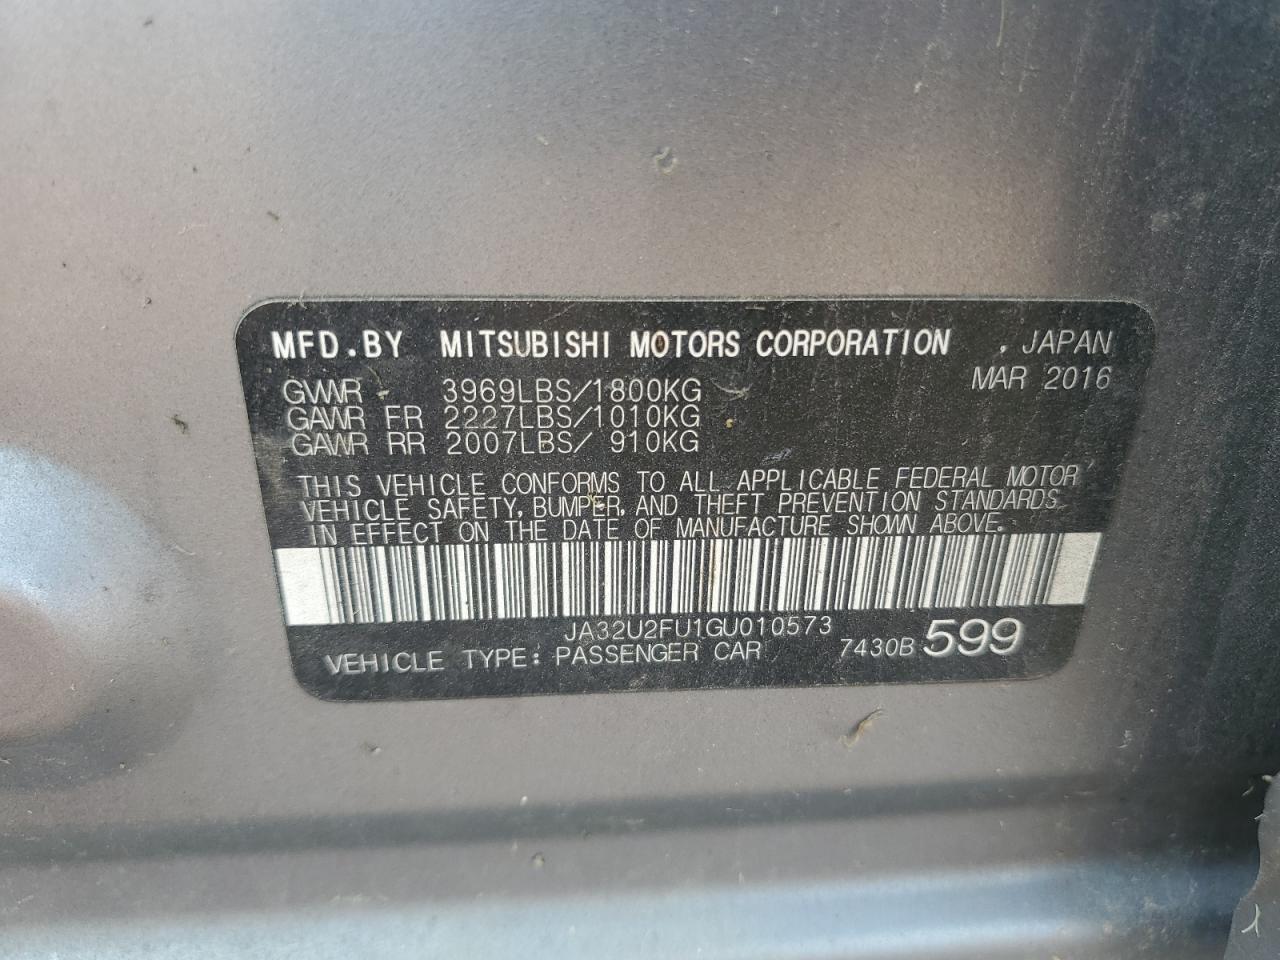 MFD.BY MITSUBISHI MOTORS CORPORATION , JAPAN
MAR 2016
GVWR 3969LBS/1800KG
GAWR FR 2227LBS/1010KG
GAWR RR 2007LBS/ 910KG
THIS VEHICLE CONFORMS TO ALL APPLICABLE FEDERAL MOTOR
VEHICLE SAFETY, BUMPER, AND THEFT PREVENTION STANDARDS
IN EFFECT ON THE DATE OF MANUFACTURE SHOWN ABOVE.
JA32U2FU1GU010573
VEHICLE TYPE: PASSENGER CAR 7430B 599